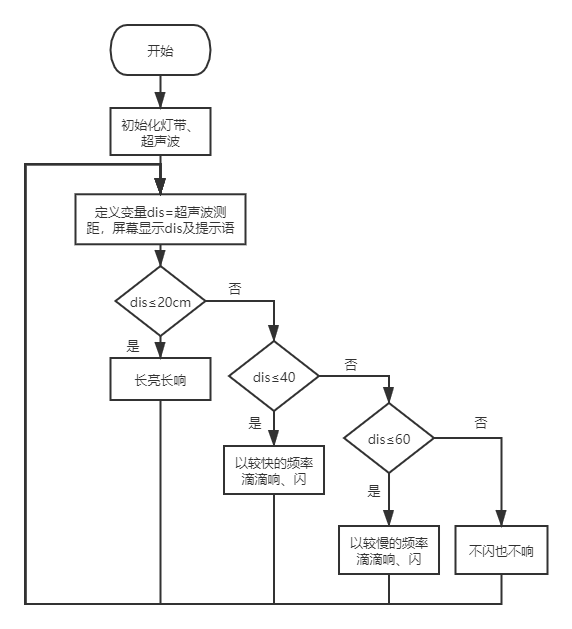 开始
初始化灯带、
超声波
定义变量dis=超声波测
距，屏幕显示dis及提示语
dis≤20cm
否
是
长亮长响
dis≤40
否
是
以较快的频率
滴滴响、闪
dis≤60
否
是
以较慢的频率
滴滴响、闪
不闪也不响